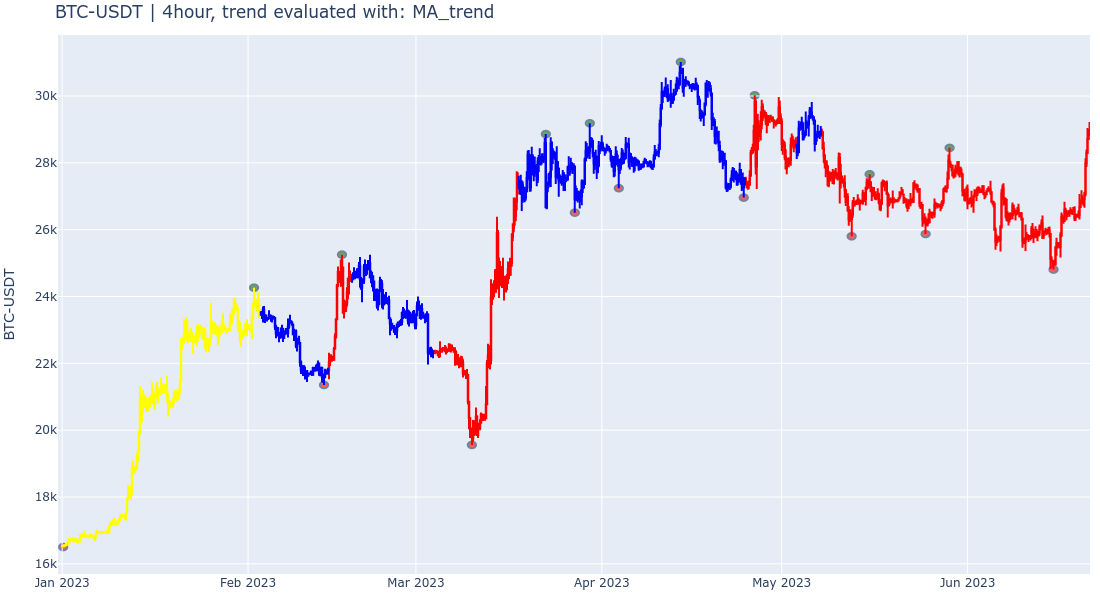 BTC-USDT | 4hour, trend evaluated with: MA_trend
BTC-USDT
30k
28k
26k
24k
22k
20k
18k
16k
Jan 2023
Feb 2023
Mar 2023
Apr 2023
May 2023
Jun 2023